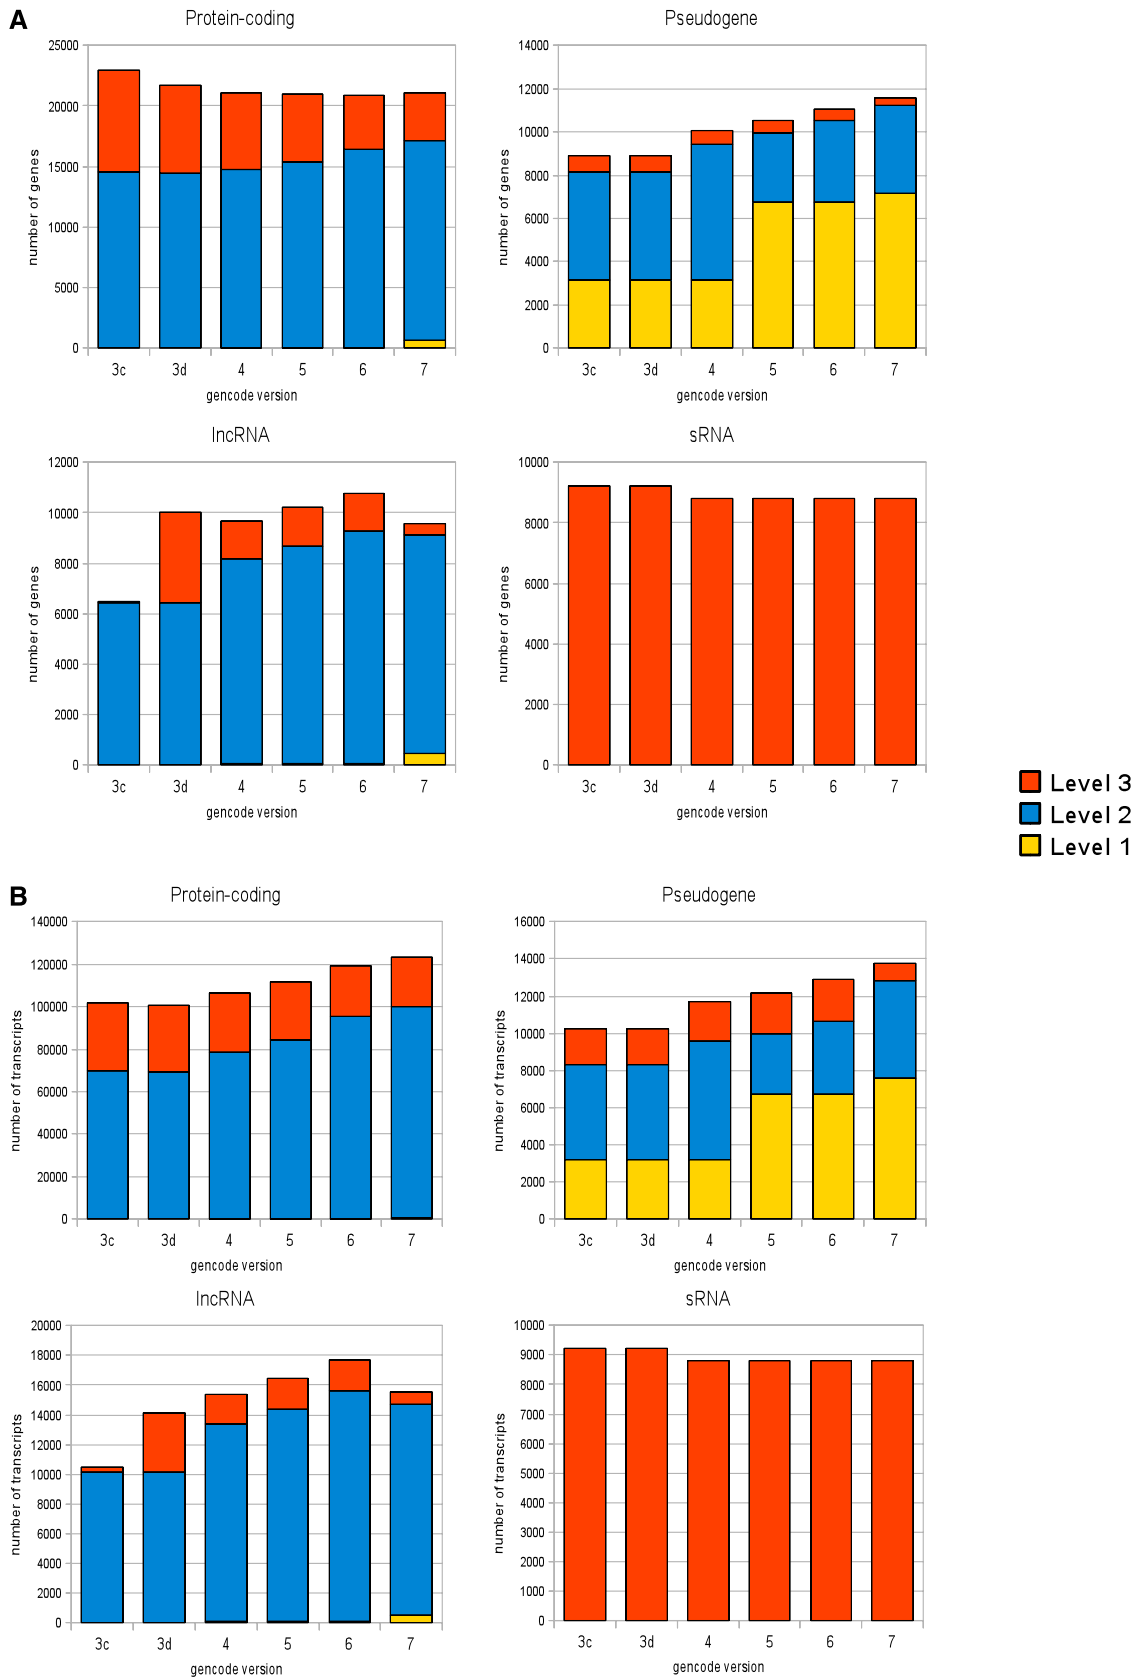 A
Protein-coding
25000
20000
15000
10000
5000
0
number of genes
3c 3d 4 5 6 7
gencode version
Pseudogene
14000
12000
10000
8000
6000
4000
2000
0
number of genes
3c 3d 4 5 6 7
gencode version
lncRNA
12000
10000
8000
6000
4000
2000
0
number of genes
3c 3d 4 5 6 7
gencode version
sRNA
10000
8000
6000
4000
2000
0
number of genes
3c 3d 4 5 6 7
gencode version
Level 3
Level 2
Level 1
B
Protein-coding
140000
120000
100000
80000
60000
40000
20000
0
number of transcripts
3c 3d 4 5 6 7
gencode version
Pseudogene
16000
14000
12000
10000
8000
6000
4000
2000
0
number of transcripts
3c 3d 4 5 6 7
gencode version
lncRNA
20000
18000
16000
14000
12000
10000
8000
6000
4000
2000
0
number of transcripts
3c 3d 4 5 6 7
gencode version
sRNA
10000
9000
8000
7000
6000
5000
4000
3000
2000
1000
0
number of transcripts
3c 3d 4 5 6 7
gencode version